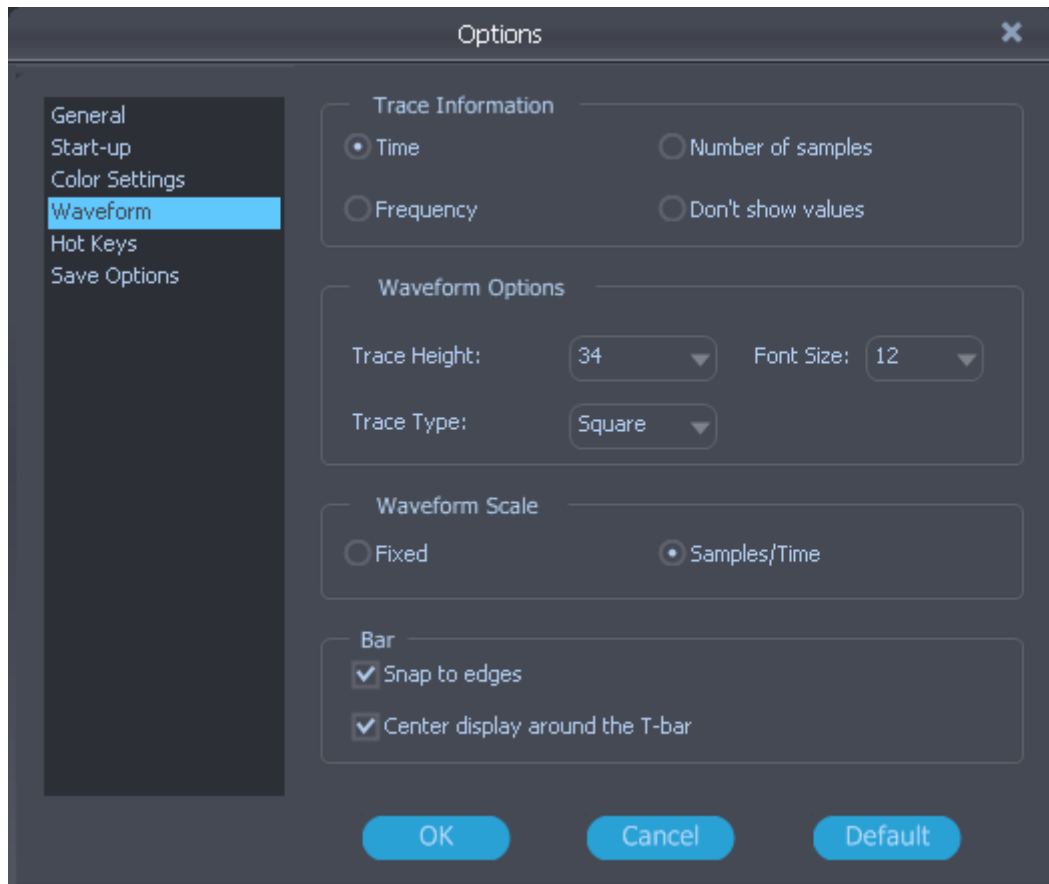 Options
General
Start-up
Color Settings
Waveform
Hot Keys
Save Options
Trace Information
Time
Number of samples
Frequency
Don't show values
Waveform Options
Trace Height:
34
Font Size:
12
Trace Type:
Square
Waveform Scale
Fixed
Samples/Time
Bar
Snap to edges
Center display around the T-bar
OK
Cancel
Default